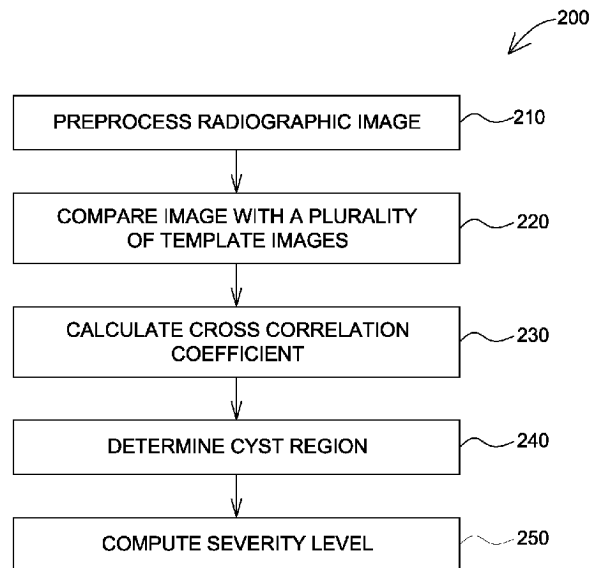 200
PREPROCESS RADIOGRAPHIC IMAGE
210
COMPARE IMAGE WITH A PLURALITY
OF TEMPLATE IMAGES
220
CALCULATE CROSS CORRELATION
COEFFICIENT
230
DETERMINE CYST REGION
240
COMPUTE SEVERITY LEVEL
250